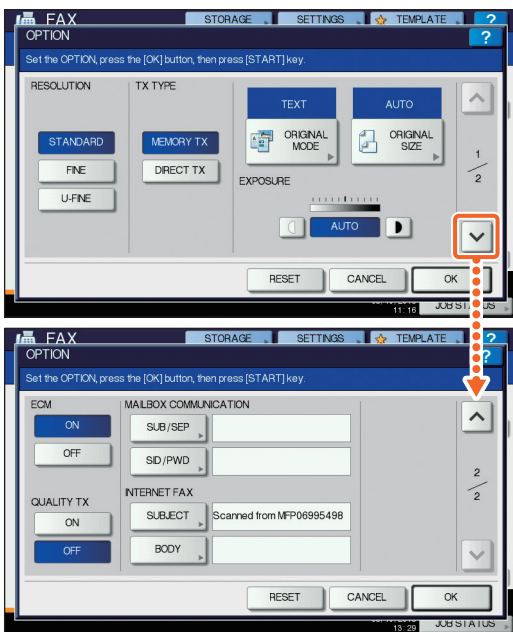 FAX STORAGE SETTINGS TEMPLATE ?
OPTION ?
Set the OPTION, press the [OK] button, then press [START] key.
RESOLUTION TX TYPE
TEXT AUTO
STANDARD MEMORY TX ORIGINAL MODE ORIGINAL SIZE
FINE DIRECT TX
1
2
EXPOSURE
U-FINE
AUTO
RESET CANCEL OK
11:16 JOB STATUS
FAX STORAGE SETTINGS TEMPLATE ?
OPTION ?
Set the OPTION, press the [OK] button, then press [START] key.
ECM MAILBOX COMMUNICATION
ON SUB/SEP
OFF SID/PWD
2
2
QUALITY TX INTERNET FAX
ON SUBJECT Scanned from MFP06995498
OFF BODY
RESET CANCEL OK
13:29 JOB STATUS